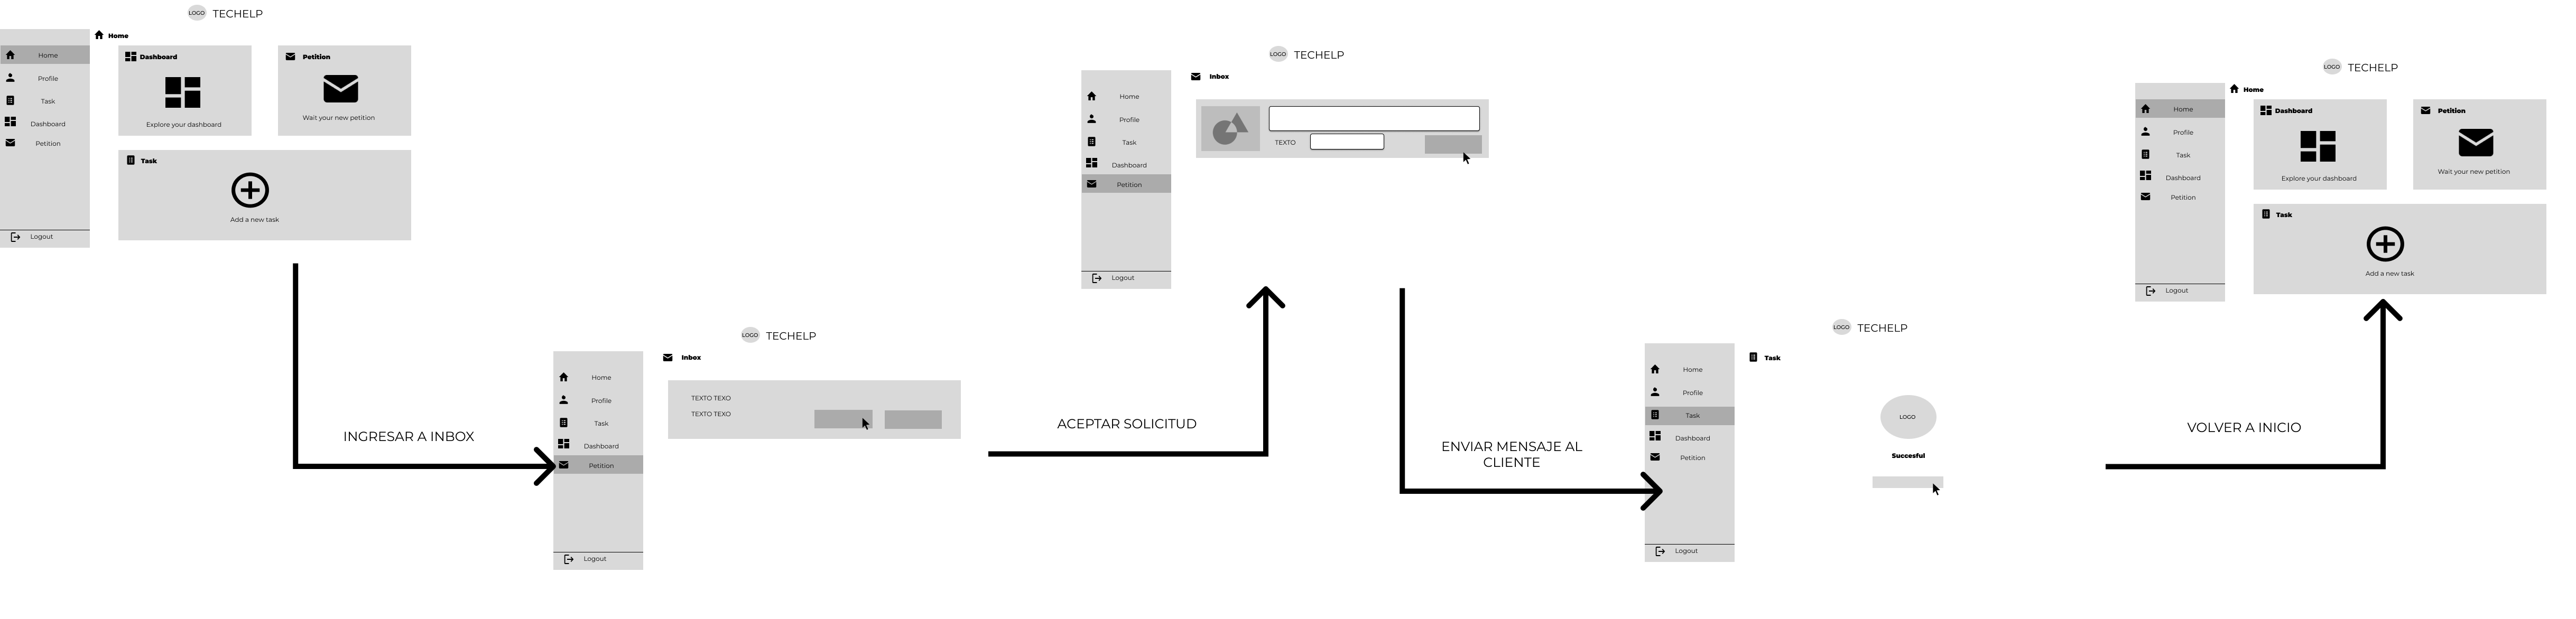 LOGO TECHELP
Home
Home
Profile
Task
Dashboard
Petition
Logout
Dashboard
Explore your dashboard
Petition
Wait your new petition
Task
Add a new task
INGRESAR A INBOX
LOGO TECHELP
Inbox
Home
Profile
Task
Dashboard
Petition
Logout
TEXTO TEXO
TEXTO TEXO
ACEPTAR SOLICITUD
LOGO TECHELP
Inbox
Home
Profile
Task
Dashboard
Petition
Logout
TEXTO
ENVIAR MENSAJE AL
CLIENTE
LOGO TECHELP
Task
Home
Profile
Task
Dashboard
Petition
Logout
LOGO
Succesful
VOLVER A INICIO
LOGO TECHELP
Home
Home
Profile
Task
Dashboard
Petition
Logout
Dashboard
Explore your dashboard
Petition
Wait your new petition
Task
Add a new task